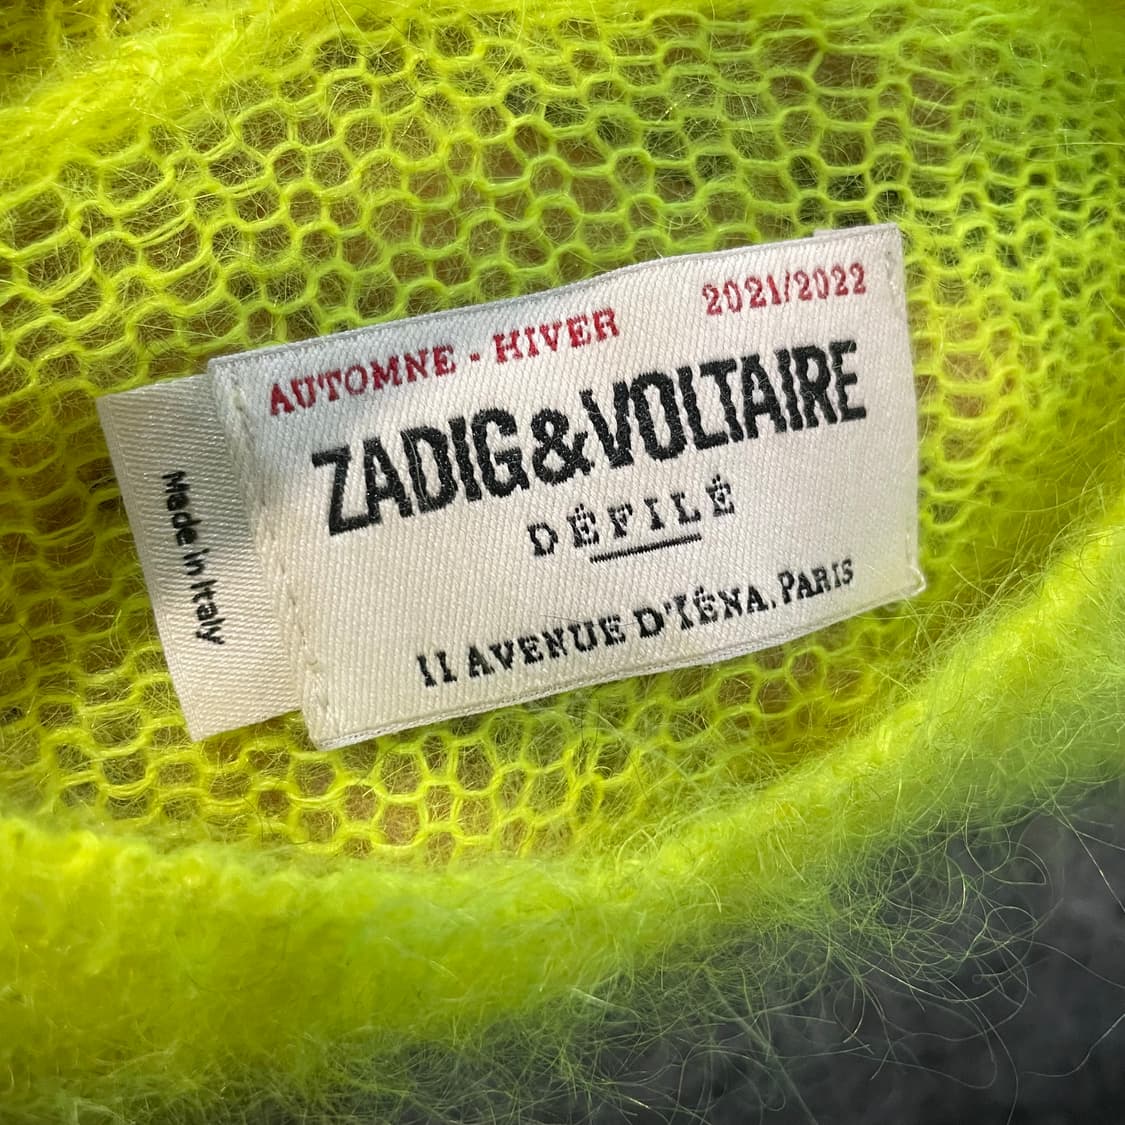 AUTOMNE - HIVER 2021/2022
ZADIG&VOLTAIRE
DÉFILÉ
11 AVENUE D'IÉNA. PARIS
Made in Italy